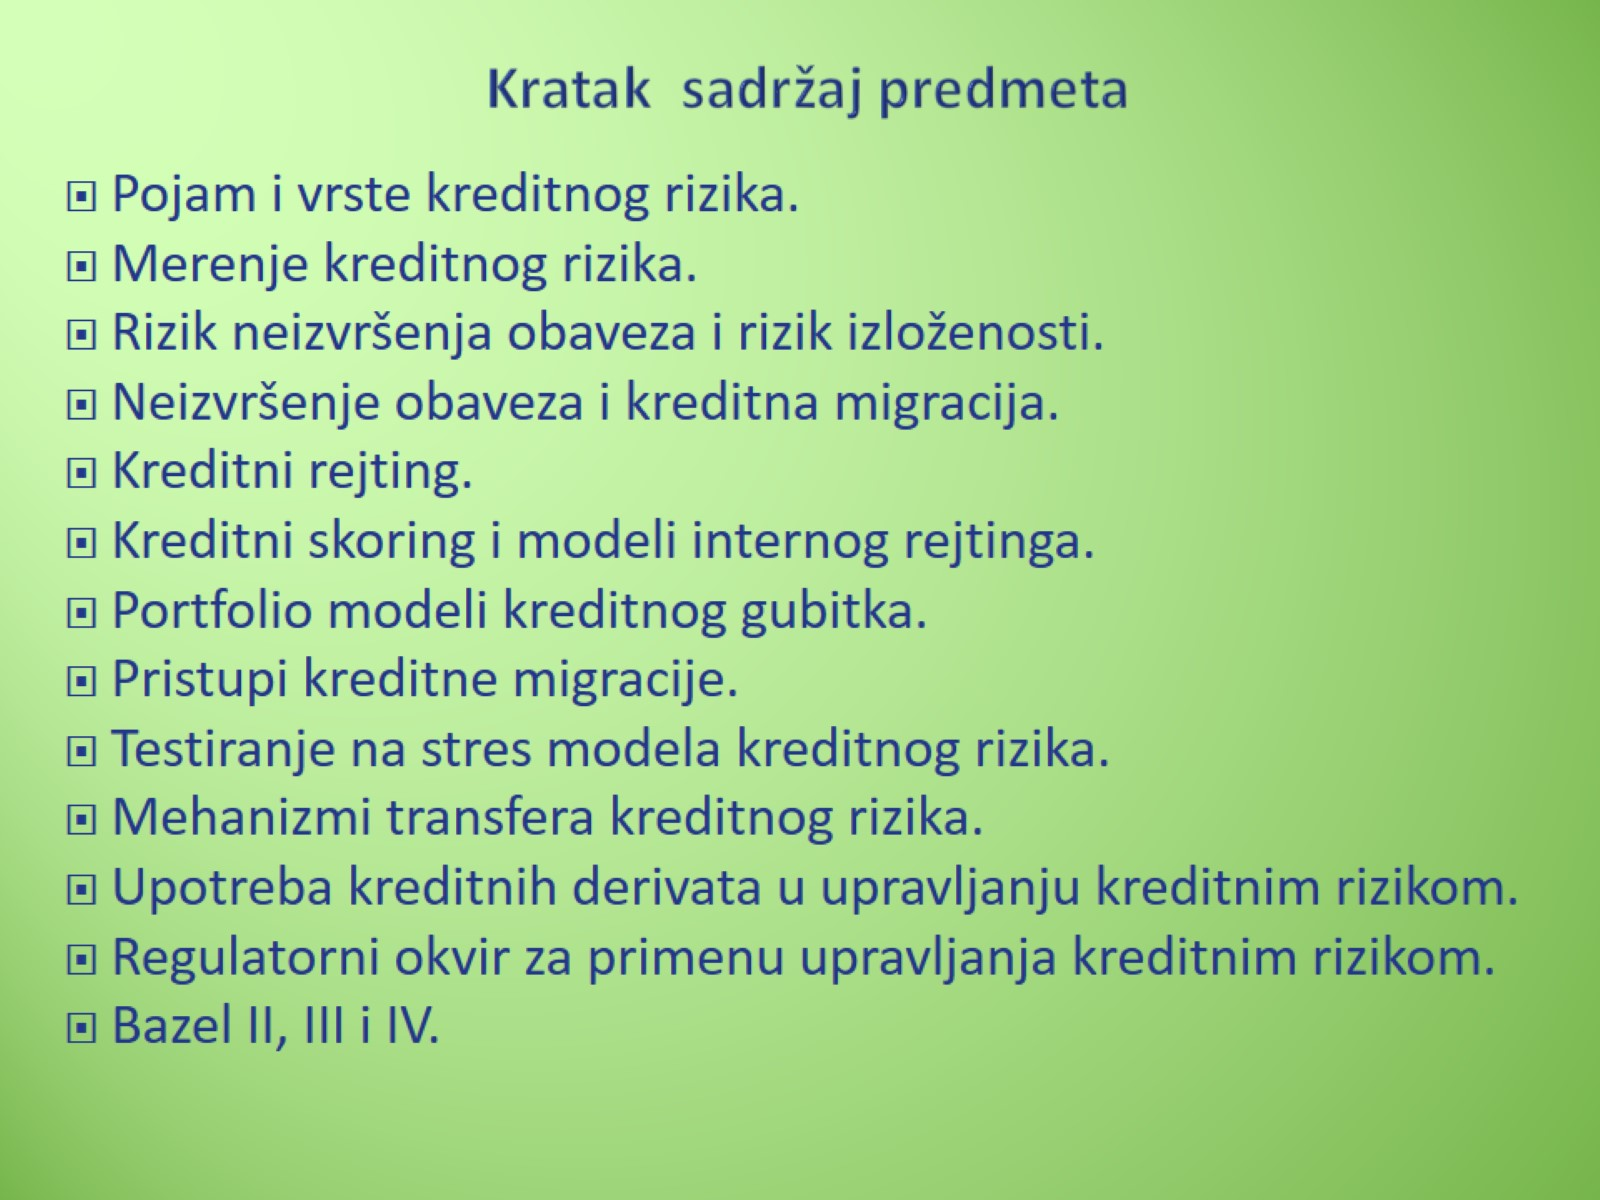 Kratak sadržaj predmeta
Pojam i vrste kreditnog rizika.
Merenje kreditnog rizika.
Rizik neizvršenja obaveza i rizik izloženosti.
Neizvršenje obaveza i kreditna migracija.
Kreditni rejting.
Kreditni skoring i modeli internog rejtinga.
Portfolio modeli kreditnog gubitka.
Pristupi kreditne migracije.
Testiranje na stres modela kreditnog rizika.
Mehanizmi transfera kreditnog rizika.
Upotreba kreditnih derivata u upravljanju kreditnim rizikom.
Regulatorni okvir za primenu upravljanja kreditnim rizikom.
Bazel II, III i IV.